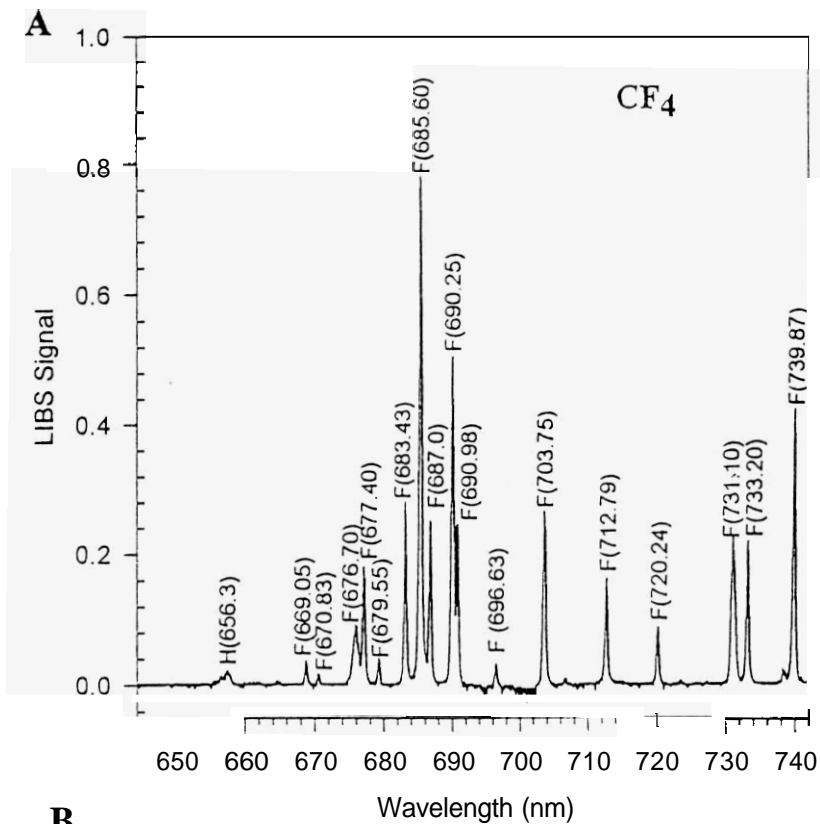 A
1.0
CF4
0.8
0.6
0.4
0.2
0.0
LIBS Signal
H(656.3)
F(669.05)
F(670.83)
F(676.70)
F(677.40)
F(679.55)
F(683.43)
F(685.60)
F(687.0)
F(690.25)
F(690.98)
F (696.63)
F(703.75)
F(712.79)
F(720.24)
F(731.10)
F(733.20)
F(739.87)
650 660 670 680 690 700 710 720 730 740
Wavelength (nm)
B